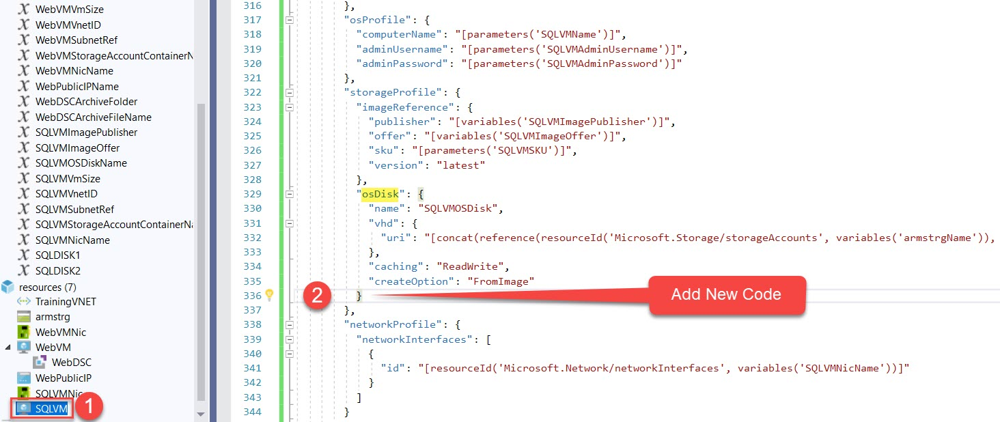 WebVMVmSize
WebVMVnetID
WebVMSubnetRef
WebVMStorageAccountContainerN
WebVMNicName
WebPublicIPName
WebDSCArchiveFolder
WebDSCArchiveFileName
SQLVMImagePublisher
SQLVMImageOffer
SQLVMOSDiskName
SQLVMVmSize
SQLVMVnetID
SQLVMSubnetRef
SQLVMStorageAccountContainerNa
SQLVMNicName
SQLDISK1
SQLDISK2
resources (7)
TrainingVNET
armstrg
WebVMNic
WebVM
WebDSC
WebPublicIP
SQLVMNic
SQLVM
1
316 },
317 "osProfile": {
318 "computerName": "[parameters('SQLVMName')]",
319 "adminUsername": "[parameters('SQLVMAdminUsername')]",
320 "adminPassword": "[parameters('SQLVMAdminPassword')]"
321 },
322 "storageProfile": {
323 "imageReference": {
324 "publisher": "[variables('SQLVMImagePublisher')]",
325 "offer": "[variables('SQLVMImageOffer')]",
326 "sku": "[parameters('SQLVMSKU')]",
327 "version": "latest"
328 },
329 "osDisk": {
330 "name": "SQLVMOSDisk",
331 "vhd": {
332 "uri": "[concat(reference(resourceId('Microsoft.Storage/storageAccounts', variables('armstrgName')),
333 },
334 "caching": "ReadWrite",
335 "createOption": "FromImage"
336 2 } Add New Code
337 },
338 "networkProfile": {
339 "networkInterfaces": [
340 {
341 "id": "[resourceId('Microsoft.Network/networkInterfaces', variables('SQLVMNicName'))]"
342 }
343 ]
344 }